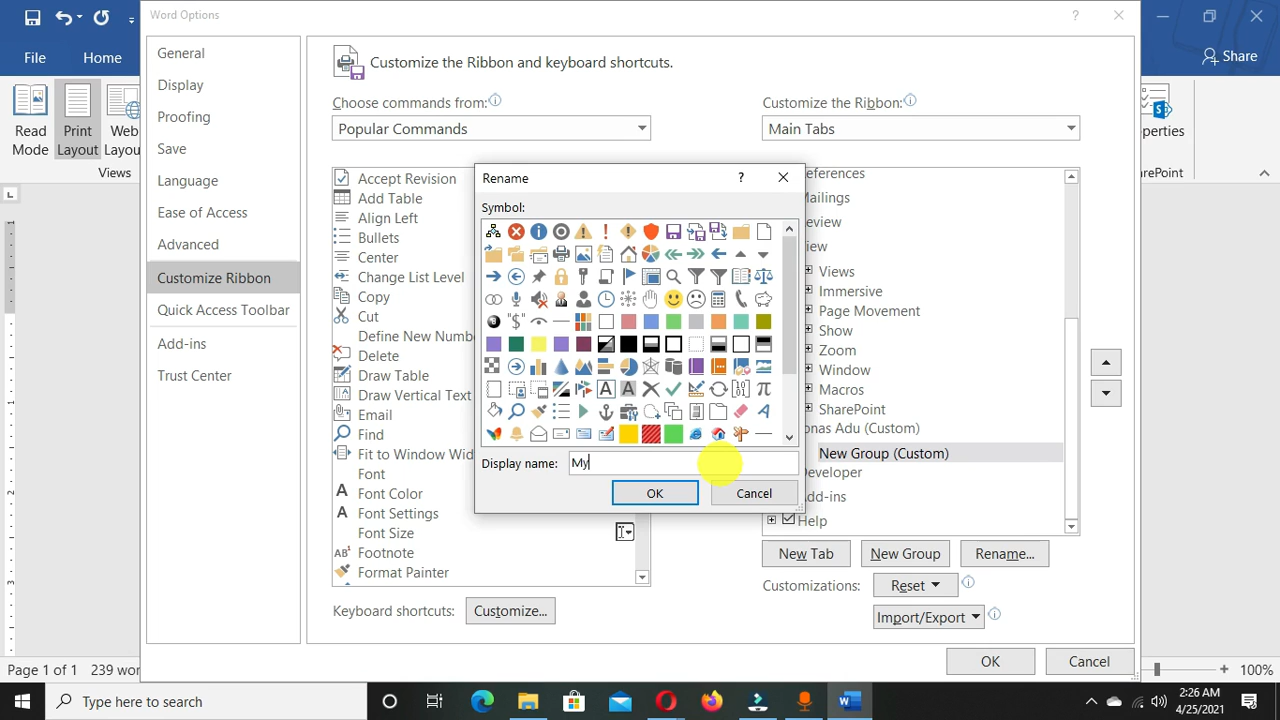 Word Options
File
Home
Share
Read Mode
Print Layout
Web Layou
Views
General
Display
Proofing
Save
Language
Ease of Access
Advanced
Customize Ribbon
Quick Access Toolbar
Add-ins
Trust Center
Customize the Ribbon and keyboard shortcuts.
Choose commands from:
Popular Commands
Accept Revision
Add Table
Align Left
Bullets
Center
Change List Level
Copy
Cut
Define New Numb
Delete
Draw Table
Draw Vertical Text
Email
Find
Fit to Window Wid
Font
Font Color
Font Settings
Font Size
Footnote
Format Painter
Keyboard shortcuts:
Customize...
Rename
Symbol:
Display name:
My
OK
Cancel
Customize the Ribbon:
Main Tabs
eferences
ailings
eview
iew
Views
Immersive
Page Movement
Show
Zoom
Window
Macros
SharePoint
onas Adu (Custom)
New Group (Custom)
Developer
dd-ins
Help
New Tab
New Group
Rename...
Customizations:
Reset
Import/Export
OK
Cancel
operties
rePoint
Page 1 of 1
239 wor
100%
Type here to search
2:26 AM
4/25/2021